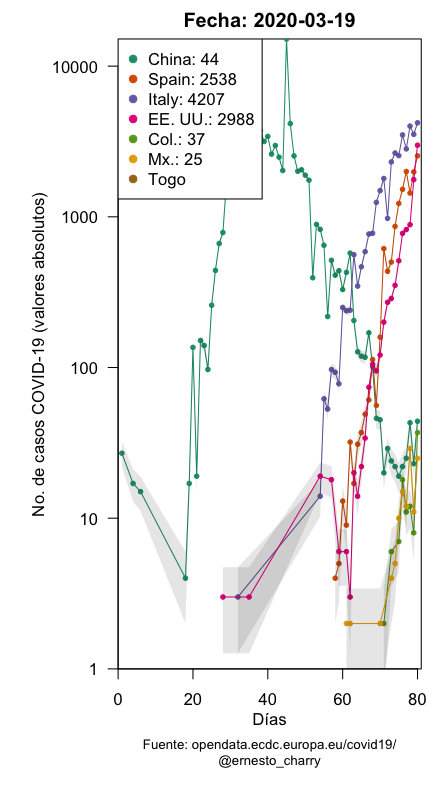 Fecha: 2020-03-19
No. de casos COVID-19 (valores absolutos)
10000
1000
100
10
1
China: 44
Spain: 2538
Italy: 4207
EE. UU.: 2988
Col.: 37
Mx.: 25
Togo
0 20 40 60 80
Días
Fuente: opendata.ecdc.europa.eu/covid19/
@ernesto_charry